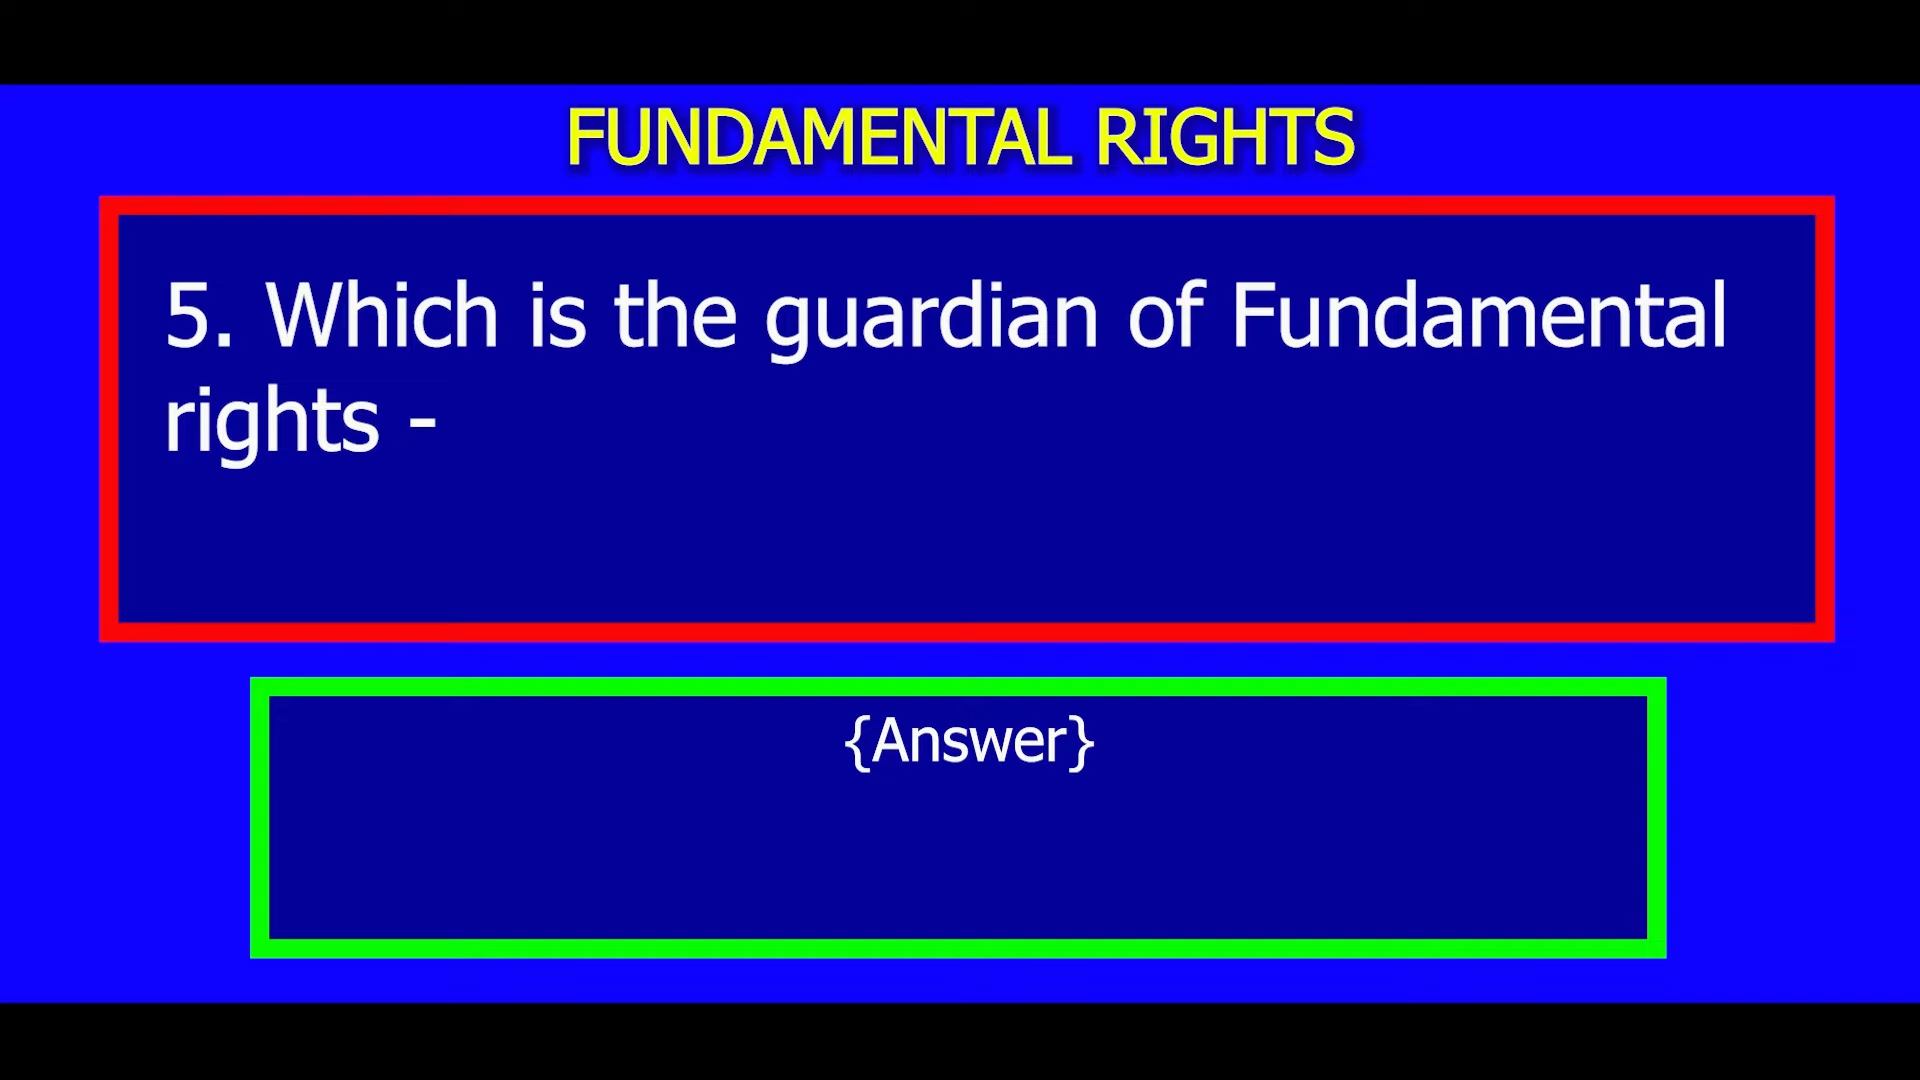 FUNDAMENTAL RIGHTS
5. Which is the guardian of Fundamental
rights -
{Answer}